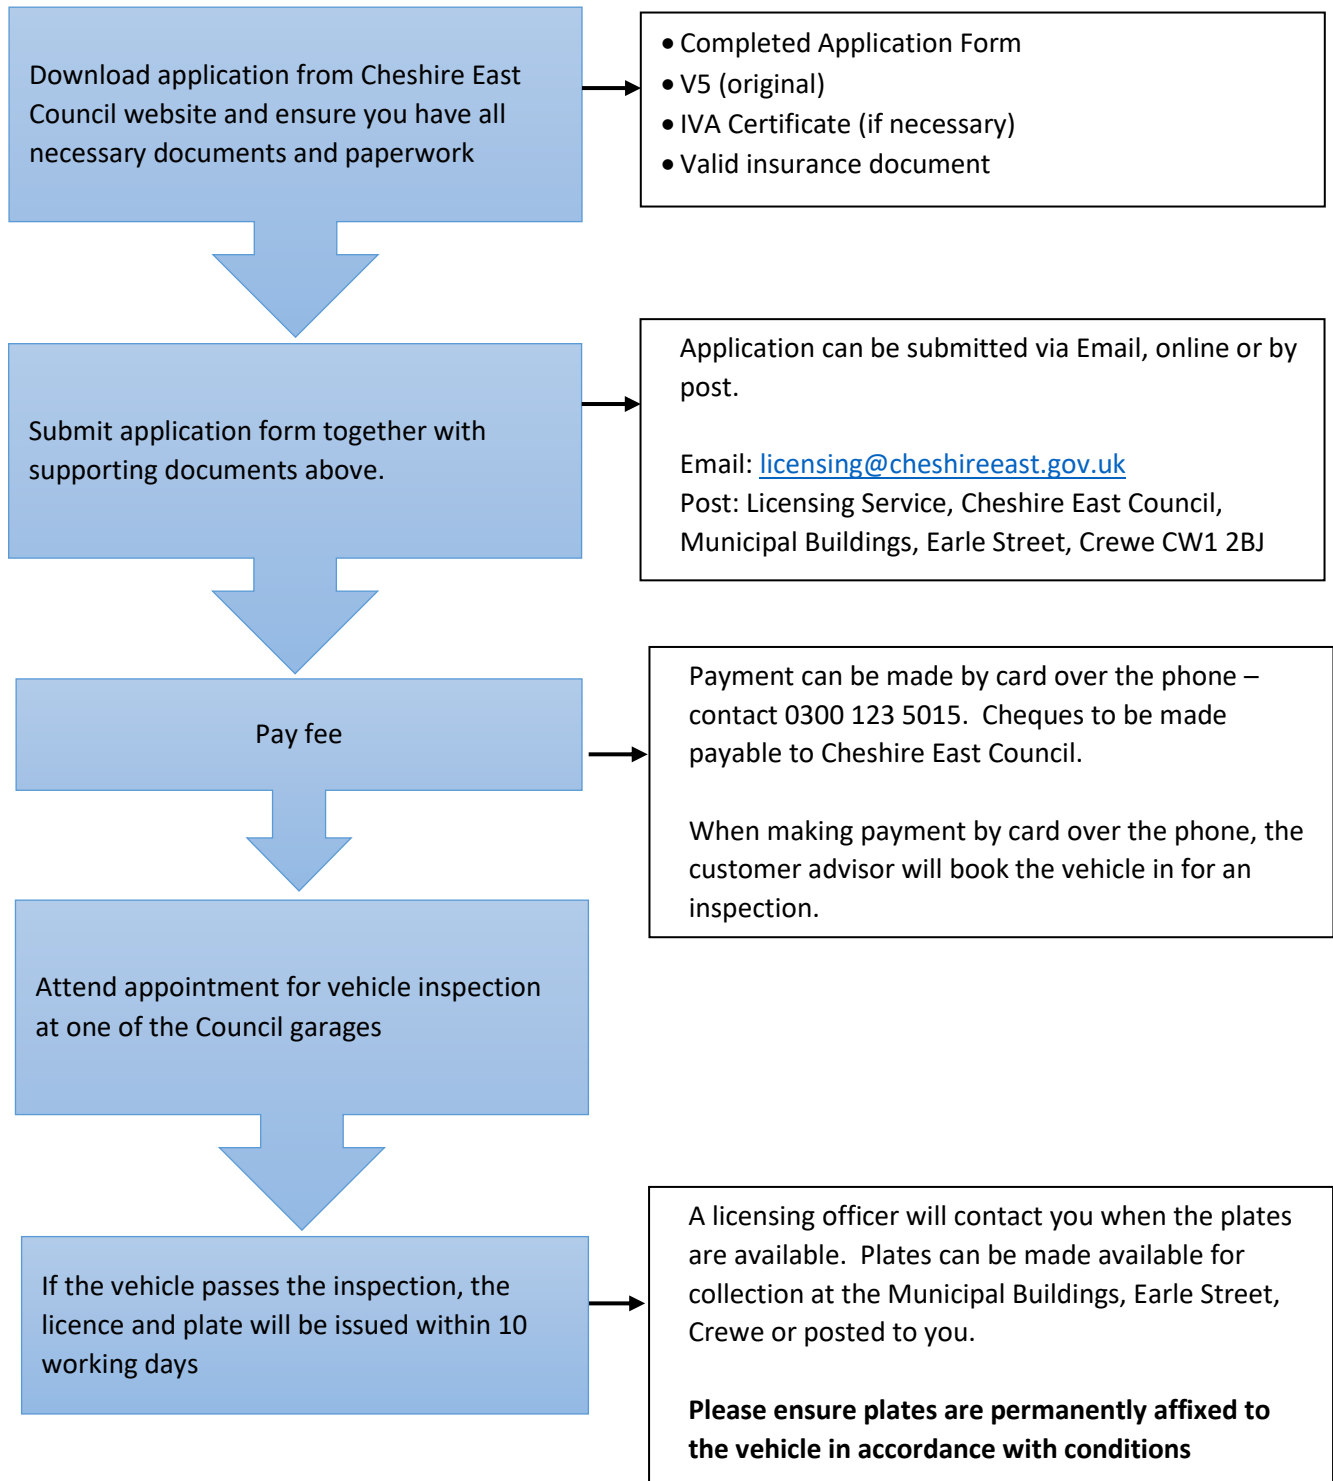 Download application from Cheshire East
Council website and ensure you have all
necessary documents and paperwork
• Completed Application Form
• V5 (original)
• IVA Certificate (if necessary)
• Valid insurance document
Submit application form together with
supporting documents above.
Application can be submitted via Email, online or by
post.
Email: licensing@cheshireeast.gov.uk
Post: Licensing Service, Cheshire East Council,
Municipal Buildings, Earle Street, Crewe CW1 2BJ
Pay fee
Payment can be made by card over the phone –
contact 0300 123 5015.  Cheques to be made
payable to Cheshire East Council.
When making payment by card over the phone, the
customer advisor will book the vehicle in for an
inspection.
Attend appointment for vehicle inspection
at one of the Council garages
If the vehicle passes the inspection, the
licence and plate will be issued within 10
working days
A licensing officer will contact you when the plates
are available.  Plates can be made available for
collection at the Municipal Buildings, Earle Street,
Crewe or posted to you.
Please ensure plates are permanently affixed to
the vehicle in accordance with conditions